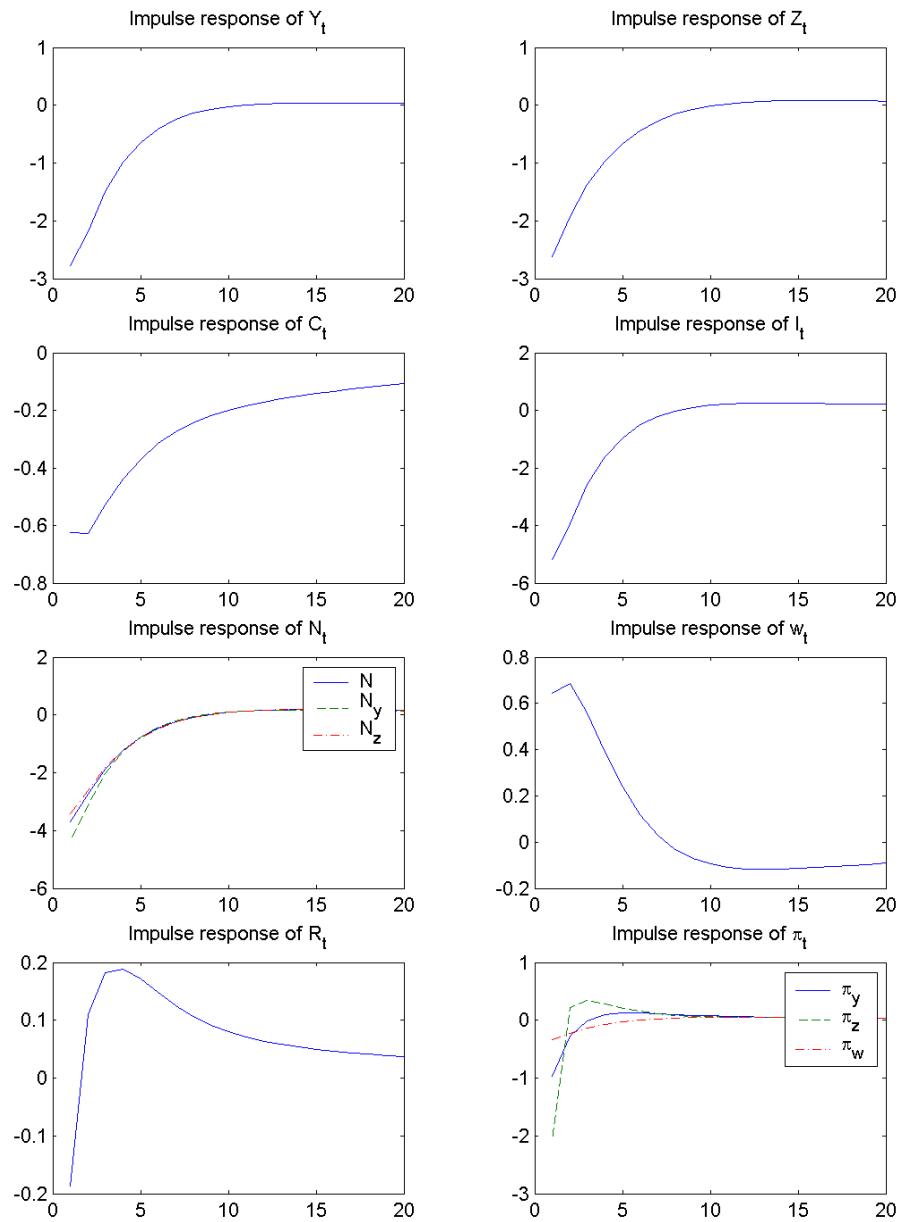 Impulse response of Y_t
1
0
-1
-2
-3
0 5 10 15 20
Impulse response of Z_t
1
0
-1
-2
-3
0 5 10 15 20
Impulse response of C_t
0
-0.2
-0.4
-0.6
-0.8
0 5 10 15 20
Impulse response of I_t
2
0
-2
-4
-6
0 5 10 15 20
Impulse response of N_t
2
0
-2
-4
-6
0 5 10 15 20
N
N_y
N_z
Impulse response of w_t
0.8
0.6
0.4
0.2
0
-0.2
0 5 10 15 20
Impulse response of R_t
0.2
0.1
0
-0.1
-0.2
0 5 10 15 20
Impulse response of π_t
1
0
-1
-2
-3
0 5 10 15 20
π_y
π_z
π_w